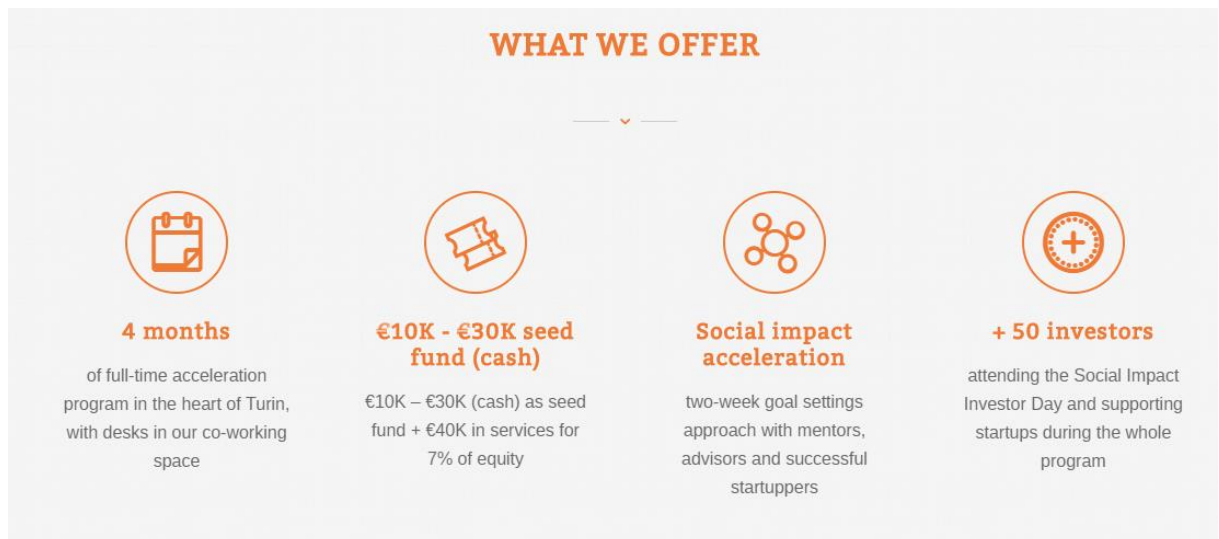 WHAT WE OFFER
4 months
of full-time acceleration
program in the heart of Turin,
with desks in our co-working
space
€10K - €30K seed
fund (cash)
€10K – €30K (cash) as seed
fund + €40K in services for
7% of equity
Social impact
acceleration
two-week goal settings
approach with mentors,
advisors and successful
startuppers
+ 50 investors
attending the Social Impact
Investor Day and supporting
startups during the whole
program